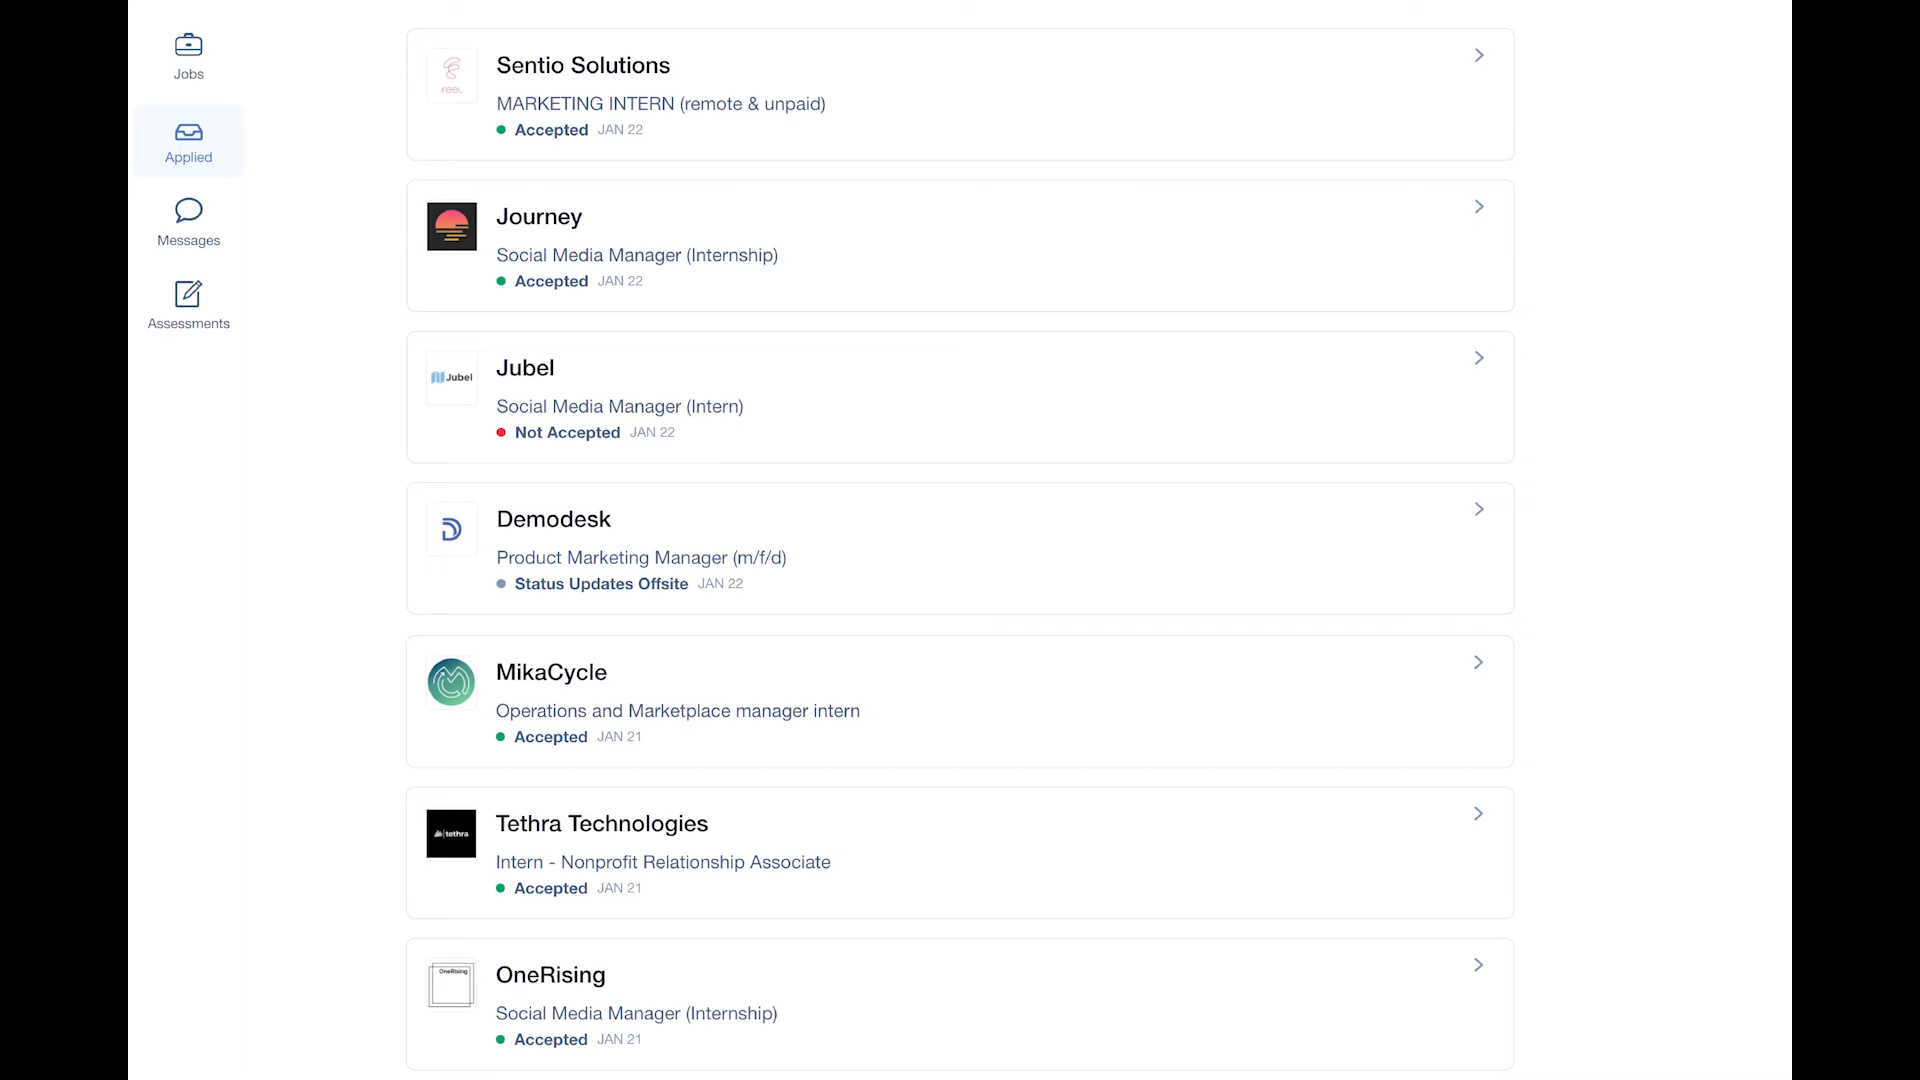 Jobs
Applied
Messages
Assessments
feel
Sentio Solutions
MARKETING INTERN (remote & unpaid)
Accepted JAN 22
Journey
Social Media Manager (Internship)
Accepted JAN 22
Jubel
Jubel
Social Media Manager (Intern)
Not Accepted JAN 22
Demodesk
Product Marketing Manager (m/f/d)
Status Updates Offsite JAN 22
MikaCycle
Operations and Marketplace manager intern
Accepted JAN 21
tethra
Tethra Technologies
Intern - Nonprofit Relationship Associate
Accepted JAN 21
OneRising
OneRising
Social Media Manager (Internship)
Accepted JAN 21